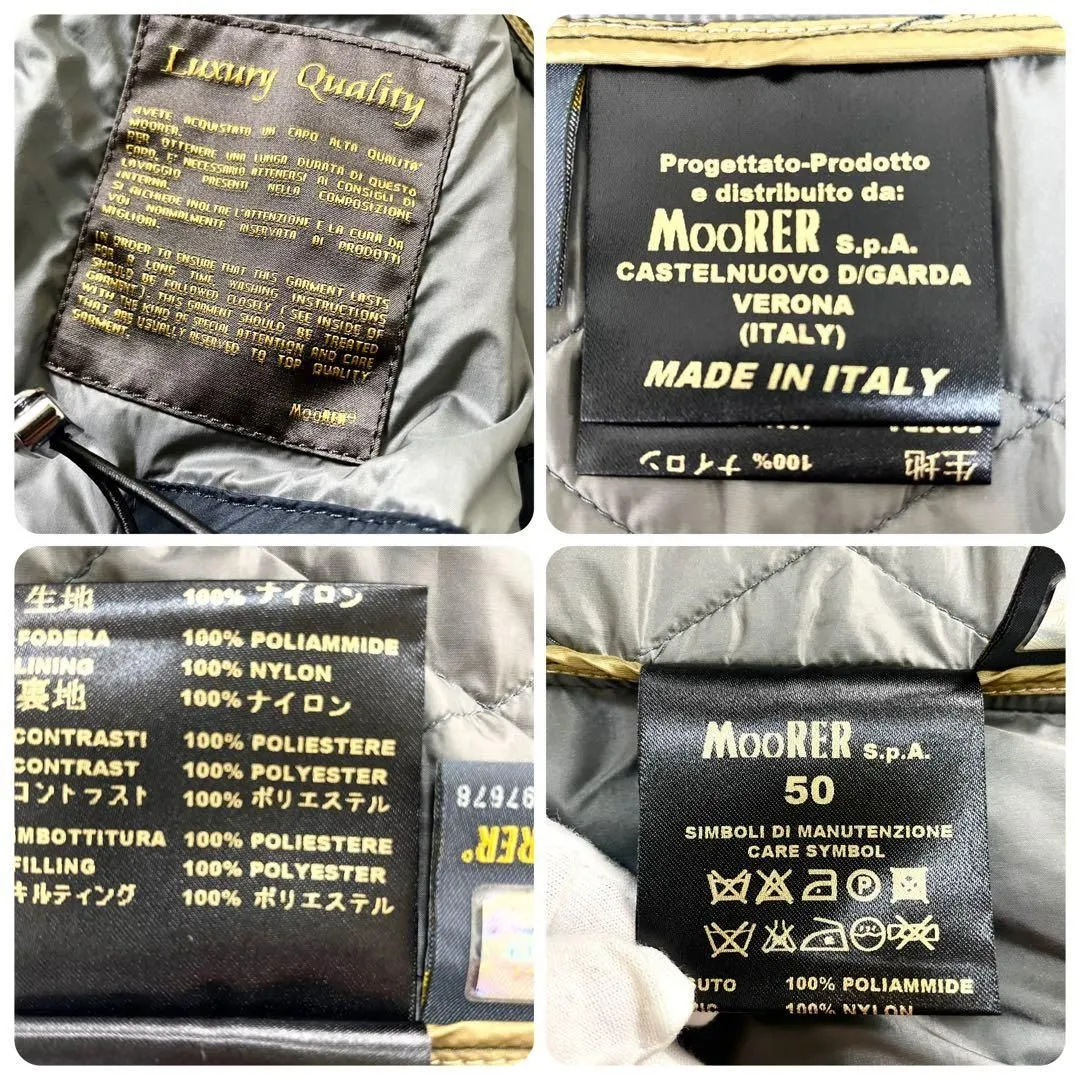 Luxury Quality
AVETE ACQUISTATO UN CAPO ALTA QUALITA'
MOORER.
PER OTTENERE UNA LUNGA DURATA DI QUESTO
CAPO, E' NECESSARIO ATTENERSI AI CONSIGLI DI
LAVAGGIO PRESENTI NELLA COMPOSIZIONE
INTERNA.
SI RICHIEDE INOLTRE L'ATTENZIONE E LA CURA DA
VOI NORMALMENTE RISERVATA AI PRODOTTI
MIGLIORI.
IN ORDER TO ENSURE THAT THIS GARMENT LASTS
FOR A LONG TIME WASHING INSTRUCTIONS
SHOULD BE FOLLOWED CLOSELY ( SEE INSIDE OF
GARMENT ). THIS GARMENT SHOULD BE TREATED
WITH THE KIND OF SPECIAL ATTENTION AND CARE
THAT ARE USUALLY RESERVED TO TOP QUALITY
GARMENT.
MOORER
Progettato-Prodotto
e distribuito da:
MOORER S.p.A.
CASTELNUOVO D/GARDA
VERONA
(ITALY)
MADE IN ITALY
FODERA 100%
生地 100% ナイロン
生地 100% ナイロン
FODERA 100% POLIAMMIDE
LINING 100% NYLON
裏地 100% ナイロン
CONTRASTI 100% POLIESTERE
CONTRAST 100% POLYESTER
コントラスト 100% ポリエステル
IMBOTTITURA 100% POLIESTERE
FILLING 100% POLYESTER
キルティング 100% ポリエステル
97678
RER
MOORER S.p.A.
50
SIMBOLI DI MANUTENZIONE
CARE SYMBOL
P
SUTO 100% POLIAMMIDE
100% NYLON